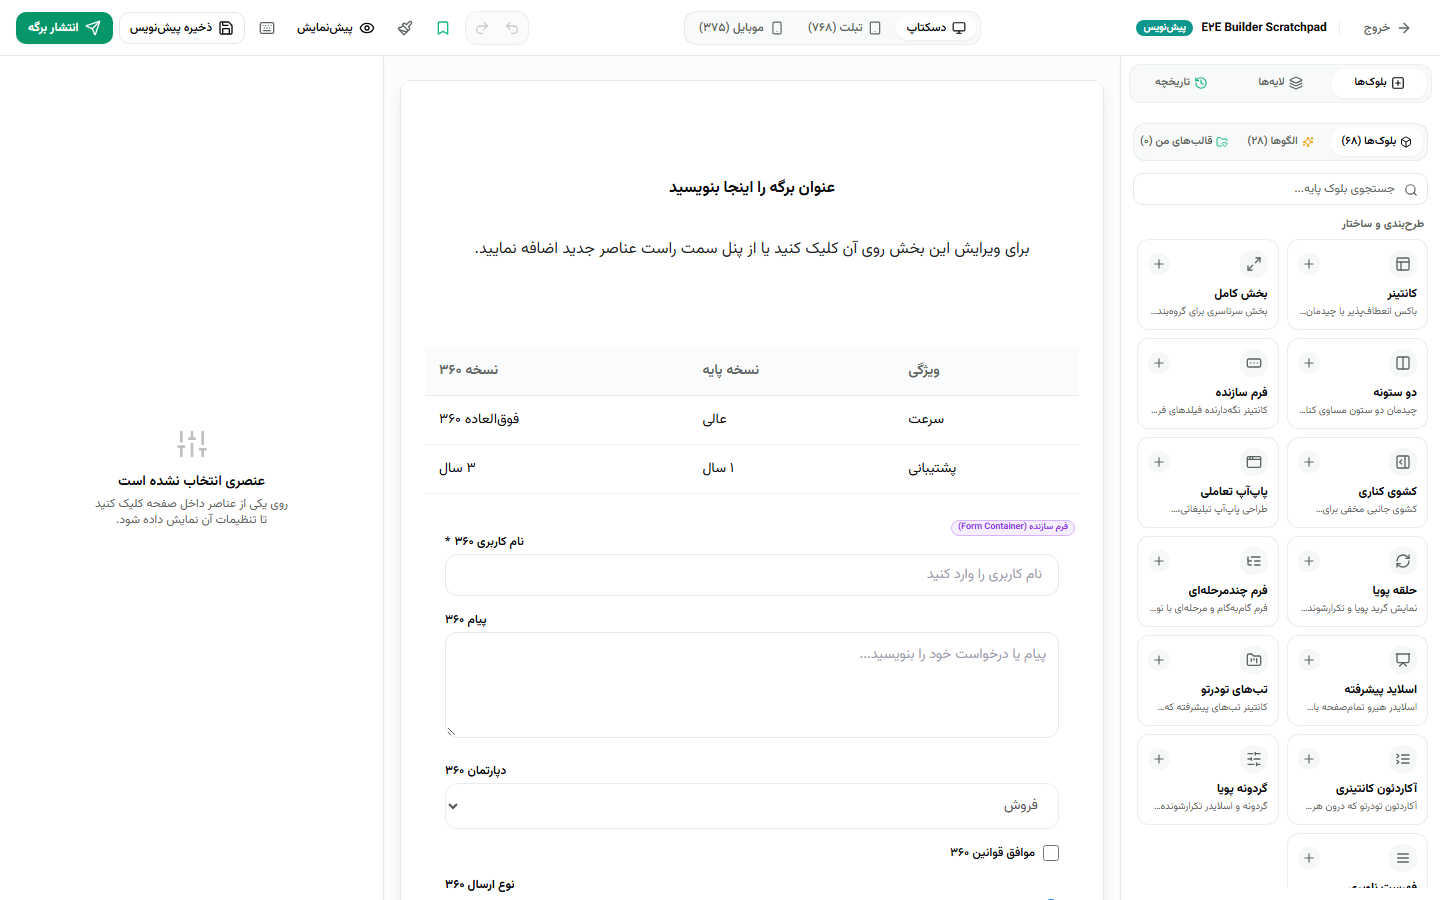 خروج
E2E Builder Scratchpad
پیش‌نویس
دسکتاپ
تبلت (۷۶۸)
موبایل (۳۷۵)
پیش‌نمایش
ذخیره پیش‌نویس
انتشار برگه
بلوک‌ها
لایه‌ها
تاریخچه
بلوک‌ها (۶۸)
الگوها (۲۸)
قالب‌های من (۰)
جستجوی بلوک پایه...
طرح‌بندی و ساختار
کانتینر
باکس انعطاف‌پذیر با چیدمان...
بخش کامل
بخش سرتاسری برای گروه‌بند...
دو ستونه
چیدمان دو ستون مساوی کنا...
فرم سازنده
کانتینر نگه‌دارنده فیلدهای فر...
کشوی کناری
کشوی جانبی مخفی برای...
پاپ‌آپ تعاملی
طراحی پاپ‌آپ تبلیغاتی،...
حلقه پویا
نمایش گرید پویا و تکرارشوند...
فرم چندمرحله‌ای
فرم گام‌به‌گام و مرحله‌ای با نو...
اسلاید پیشرفته
اسلایدر هیرو تمام‌صفحه با...
تب‌های تودرتو
کانتینر تب‌های پیشرفته که...
آکاردئون کانتینری
آکاردئون تودرتو که درون هر...
گردونه پویا
گردونه و اسلایدر تکرارشونده...
عنوان برگه را اینجا بنویسید
برای ویرایش این بخش روی آن کلیک کنید یا از پنل سمت راست عناصر جدید اضافه نمایید.
ویژگی
نسخه پایه
نسخه ۳۶۰
سرعت
عالی
فوق‌العاده ۳۶۰
پشتیبانی
۱ سال
۳ سال
فرم سازنده (Form Container)
نام کاربری ۳۶۰ *
نام کاربری را وارد کنید
پیام ۳۶۰
پیام یا درخواست خود را بنویسید...
دپارتمان ۳۶۰
فروش
موافق قوانین ۳۶۰
نوع ارسال ۳۶۰
عنصری انتخاب نشده است
روی یکی از عناصر داخل صفحه کلیک کنید
تا تنظیمات آن نمایش داده شود.